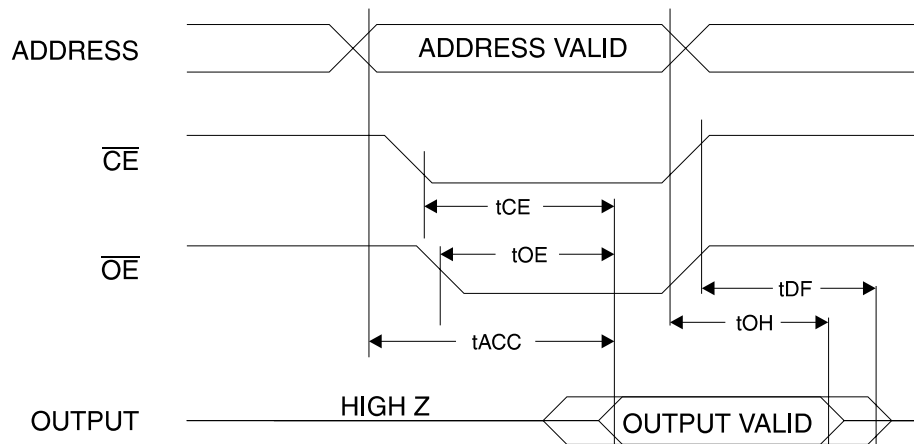 ADDRESS
ADDRESS VALID
CE
tCE
OE
tOE
tDF
tOH
tACC
HIGH Z
OUTPUT
OUTPUT VALID